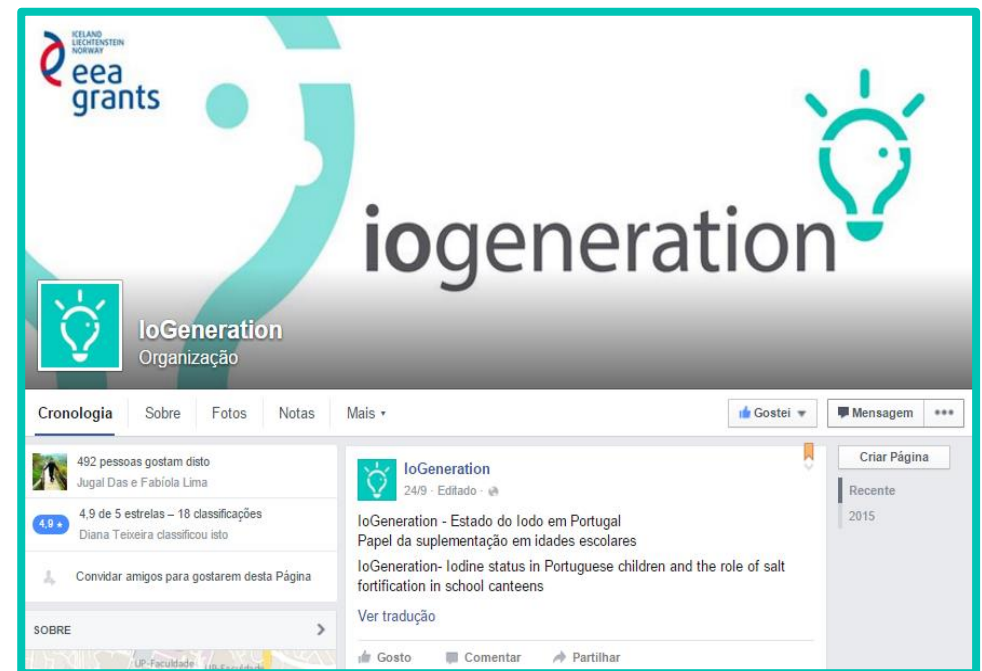 ICELAND
LIECHTENSTEIN
NORWAY
eea
grants
iogeneration
IoGeneration
Organização
Cronologia Sobre Fotos Notas Mais
Gostei Mensagem
492 pessoas gostam disto
Jugal Das e Fabíola Lima
4,9 4,9 de 5 estrelas – 18 classificações
Diana Teixeira classificou isto
Convidar amigos para gostarem desta Página
SOBRE
UP-Faculdade
IoGeneration
24/9 · Editado ·
IoGeneration - Estado do Iodo em Portugal
Papel da suplementação em idades escolares
IoGeneration- Iodine status in Portuguese children and the role of salt
fortification in school canteens
Ver tradução
Gosto Comentar Partilhar
Criar Página
Recente
2015